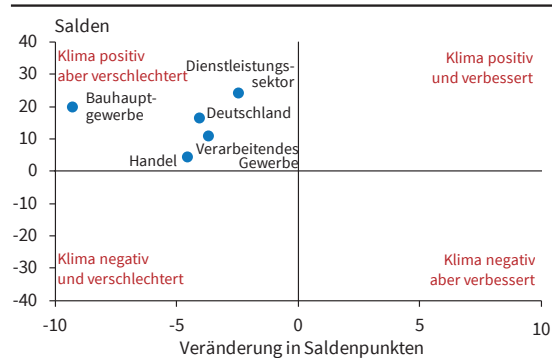 Salden
40
30
20
10
0
-10
-20
-30
-40
Klima positiv
aber verschlechtert
Klima positiv
und verbessert
Dienstleistungs-
sektor
Bauhaupt-
gewerbe
Deutschland
Verarbeitendes
Gewerbe
Handel
Klima negativ
und verschlechtert
Klima negativ
aber verbessert
-10
-5
0
5
10
Veränderung in Saldenpunkten